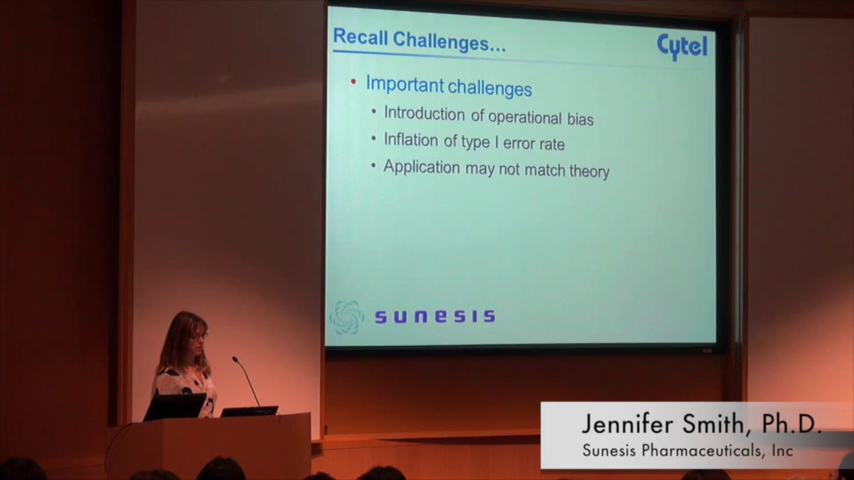 Recall Challenges...
Cytel
• Important challenges
• Introduction of operational bias
• Inflation of type I error rate
• Application may not match theory
sunesis
Jennifer Smith, Ph.D.
Sunesis Pharmaceuticals, Inc